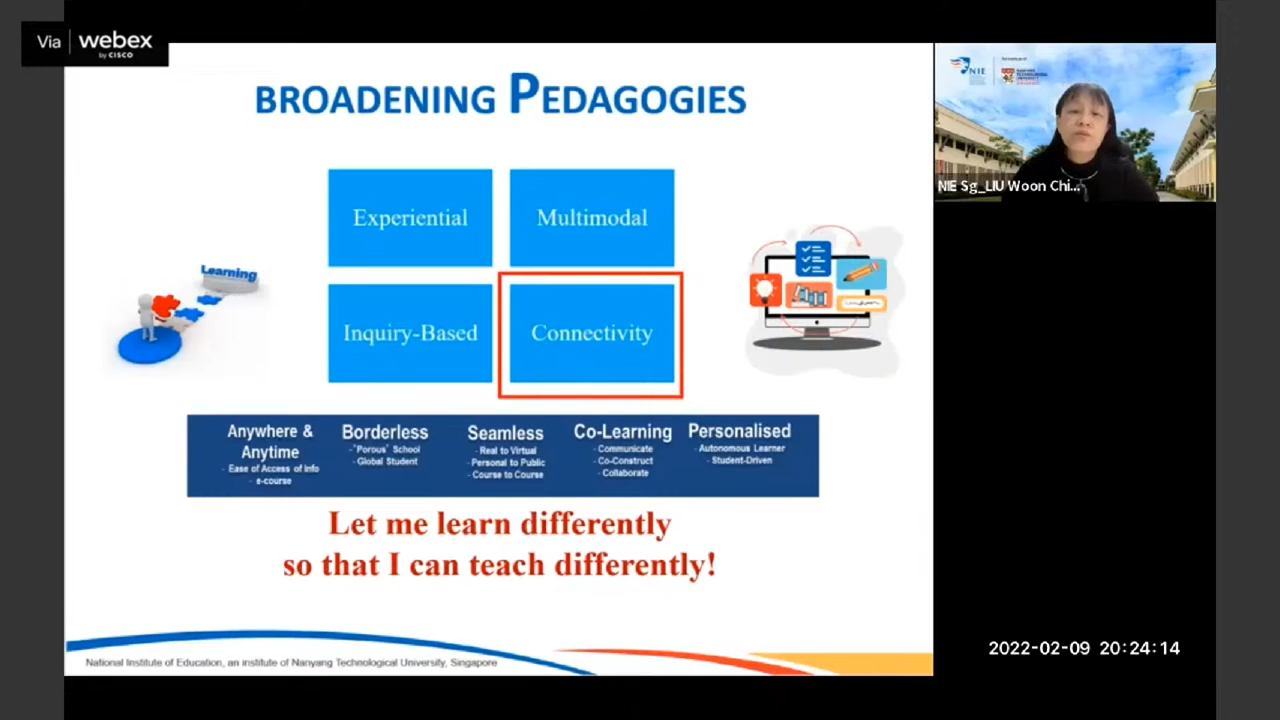 Via webex
by CISCO
BROADENING PEDAGOGIES
NIE
NIE Sg_LIU Woon Chi...
Experiential
Multimodal
Learning
Inquiry-Based
Connectivity
Anywhere & Anytime
- Ease of Access of Info
- e-course
Borderless
-"Porous" School
- Global Student
Seamless
- Real to Virtual
- Personal to Public
- Course to Course
Co-Learning
- Communicate
- Co-Construct
- Collaborate
Personalised
- Autonomous Learner
- Student-Driven
Let me learn differently
so that I can teach differently!
National Institute of Education, an institute of Nanyang Technological University, Singapore
2022-02-09 20:24:14